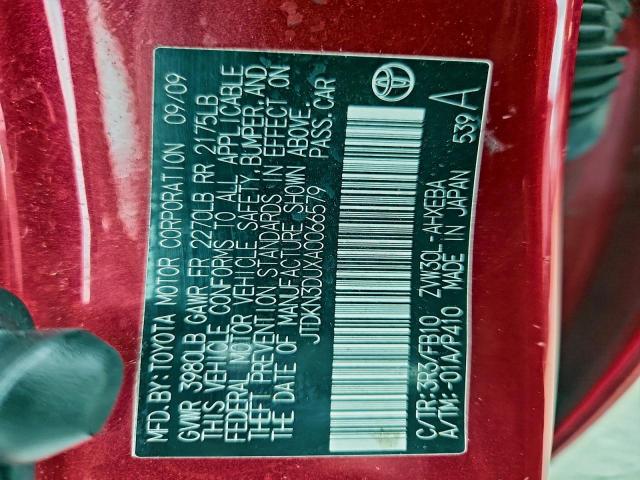 MFD. BY: TOYOTA MOTOR CORPORATION 09/09
GVWR 3980LB GAWR FR 2270LB RR 2175LB
THIS VEHICLE CONFORMS TO ALL APPLICABLE
FEDERAL MOTOR VEHICLE SAFETY, BUMPER, AND
THEFT PREVENTION STANDARDS IN EFFECT ON
THE DATE OF MANUFACTURE SHOWN ABOVE.
JTDKN3DUXA0066579 PASS. CAR
C/TR: 3R3/FB10 ZVW30L-AHXEBA
A/TM: -01A/P410 MADE IN JAPAN 539 A